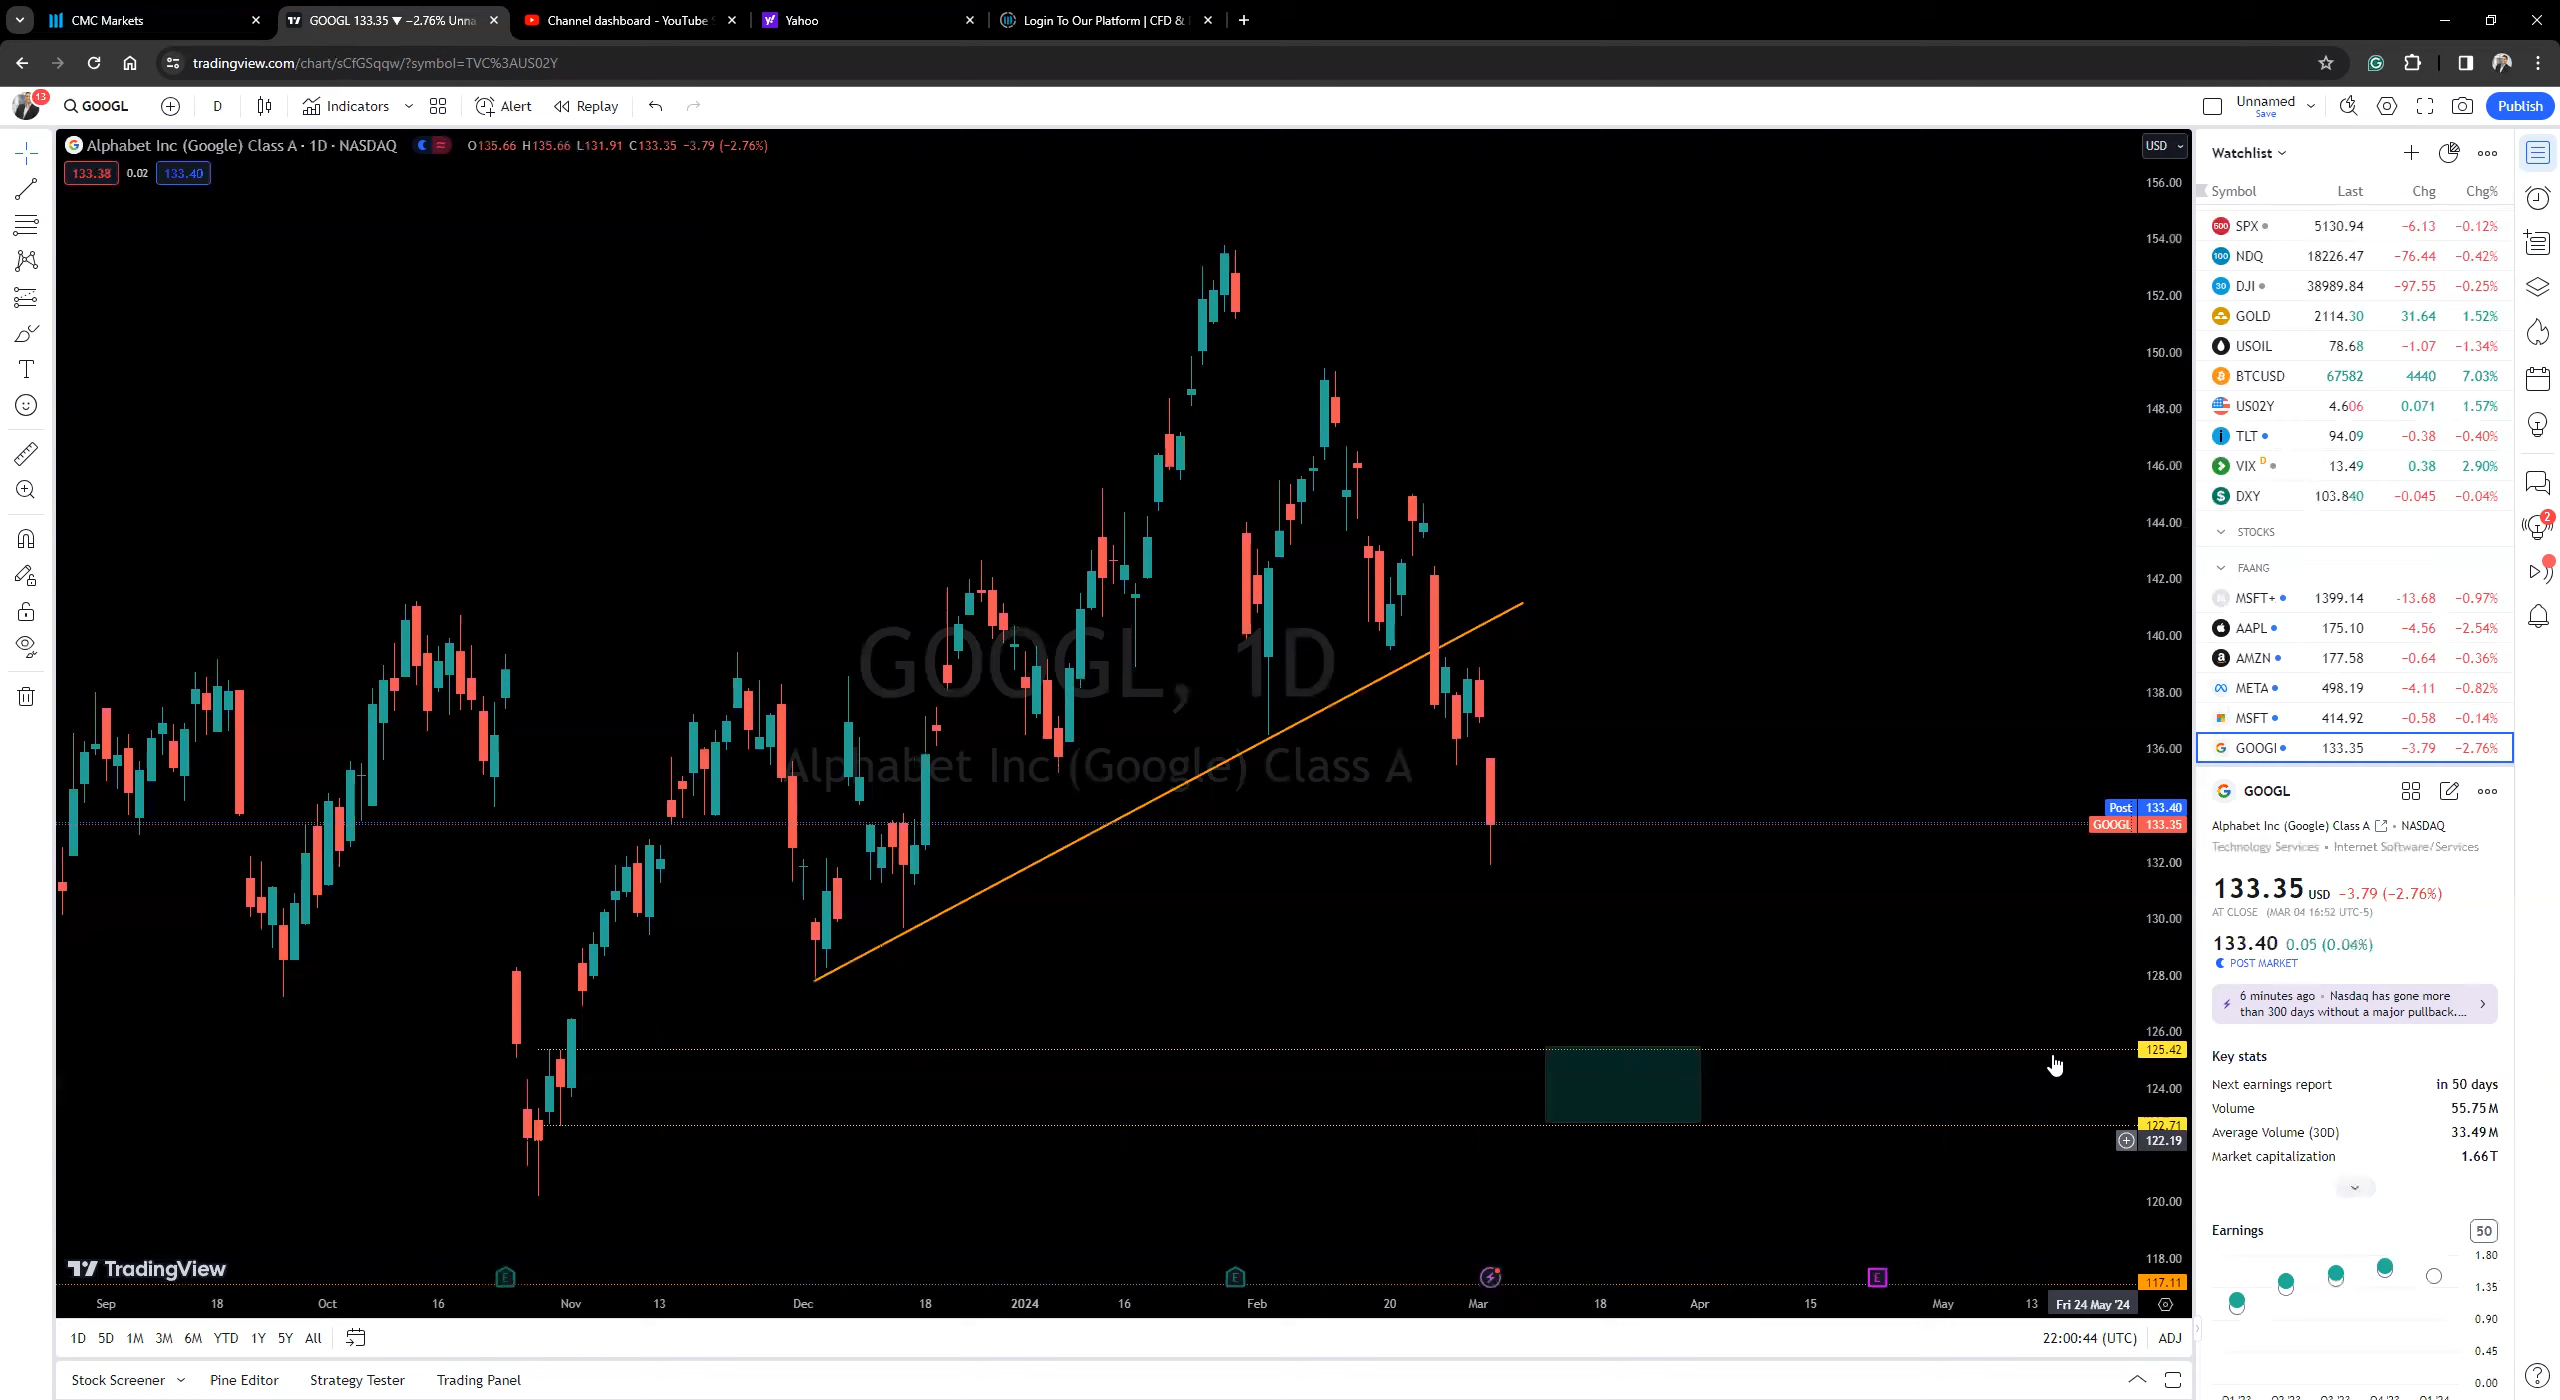 CMC Markets
GOOGL 133.35 ▼ −2.76% Unna
Channel dashboard - YouTube
Yahoo
Login To Our Platform | CFD &
tradingview.com/chart/sCfGSqqw/?symbol=TVC%3AUS02Y
13
GOOGL
D
Indicators
Alert
Replay
Unnamed
Save
Publish
Alphabet Inc (Google) Class A · 1D · NASDAQ
O135.66 H135.66 L131.91 C133.35 −3.79 (−2.76%)
133.38 0.02 133.40
USD
156.00
154.00
152.00
150.00
148.00
146.00
144.00
142.00
140.00
138.00
136.00
Post 133.40
GOOGL 133.35
132.00
130.00
128.00
126.00
125.42
124.00
122.71
122.19
120.00
118.00
117.11
GOOGL, 1D
Alphabet Inc (Google) Class A
TradingView
E
E
E
Sep 18 Oct 16 Nov 13 Dec 18 2024 16 Feb 20 Mar 18 Apr 15 May 13 Fri 24 May '24
1D 5D 1M 3M 6M YTD 1Y 5Y All
22:00:44 (UTC) ADJ
Stock Screener Pine Editor Strategy Tester Trading Panel
Watchlist
Symbol Last Chg Chg%
SPX 5130.94 −6.13 −0.12%
NDQ 18226.47 −76.44 −0.42%
DJI 38989.84 −97.55 −0.25%
GOLD 2114.30 31.64 1.52%
USOIL 78.68 −1.07 −1.34%
BTCUSD 67582 4440 7.03%
US02Y 4.606 0.071 1.57%
TLT 94.09 −0.38 −0.40%
VIX D 13.49 0.38 2.90%
DXY 103.840 −0.045 −0.04%
STOCKS
FAANG
MSFT+ 1399.14 -13.68 −0.97%
AAPL 175.10 −4.56 −2.54%
AMZN 177.58 −0.64 −0.36%
META 498.19 −4.11 −0.82%
MSFT 414.92 −0.58 −0.14%
GOOGl 133.35 −3.79 −2.76%
GOOGL
Alphabet Inc (Google) Class A • NASDAQ
Technology Services • Internet Software/Services
133.35 USD −3.79 (−2.76%)
AT CLOSE (MAR 04 16:52 UTC-5)
133.40 0.05 (0.04%)
POST MARKET
6 minutes ago • Nasdaq has gone more
than 300 days without a major pullback....
Key stats
Next earnings report in 50 days
Volume 55.75M
Average Volume (30D) 33.49M
Market capitalization 1.66T
Earnings 50
1.80
1.35
0.90
0.45
0.00
2